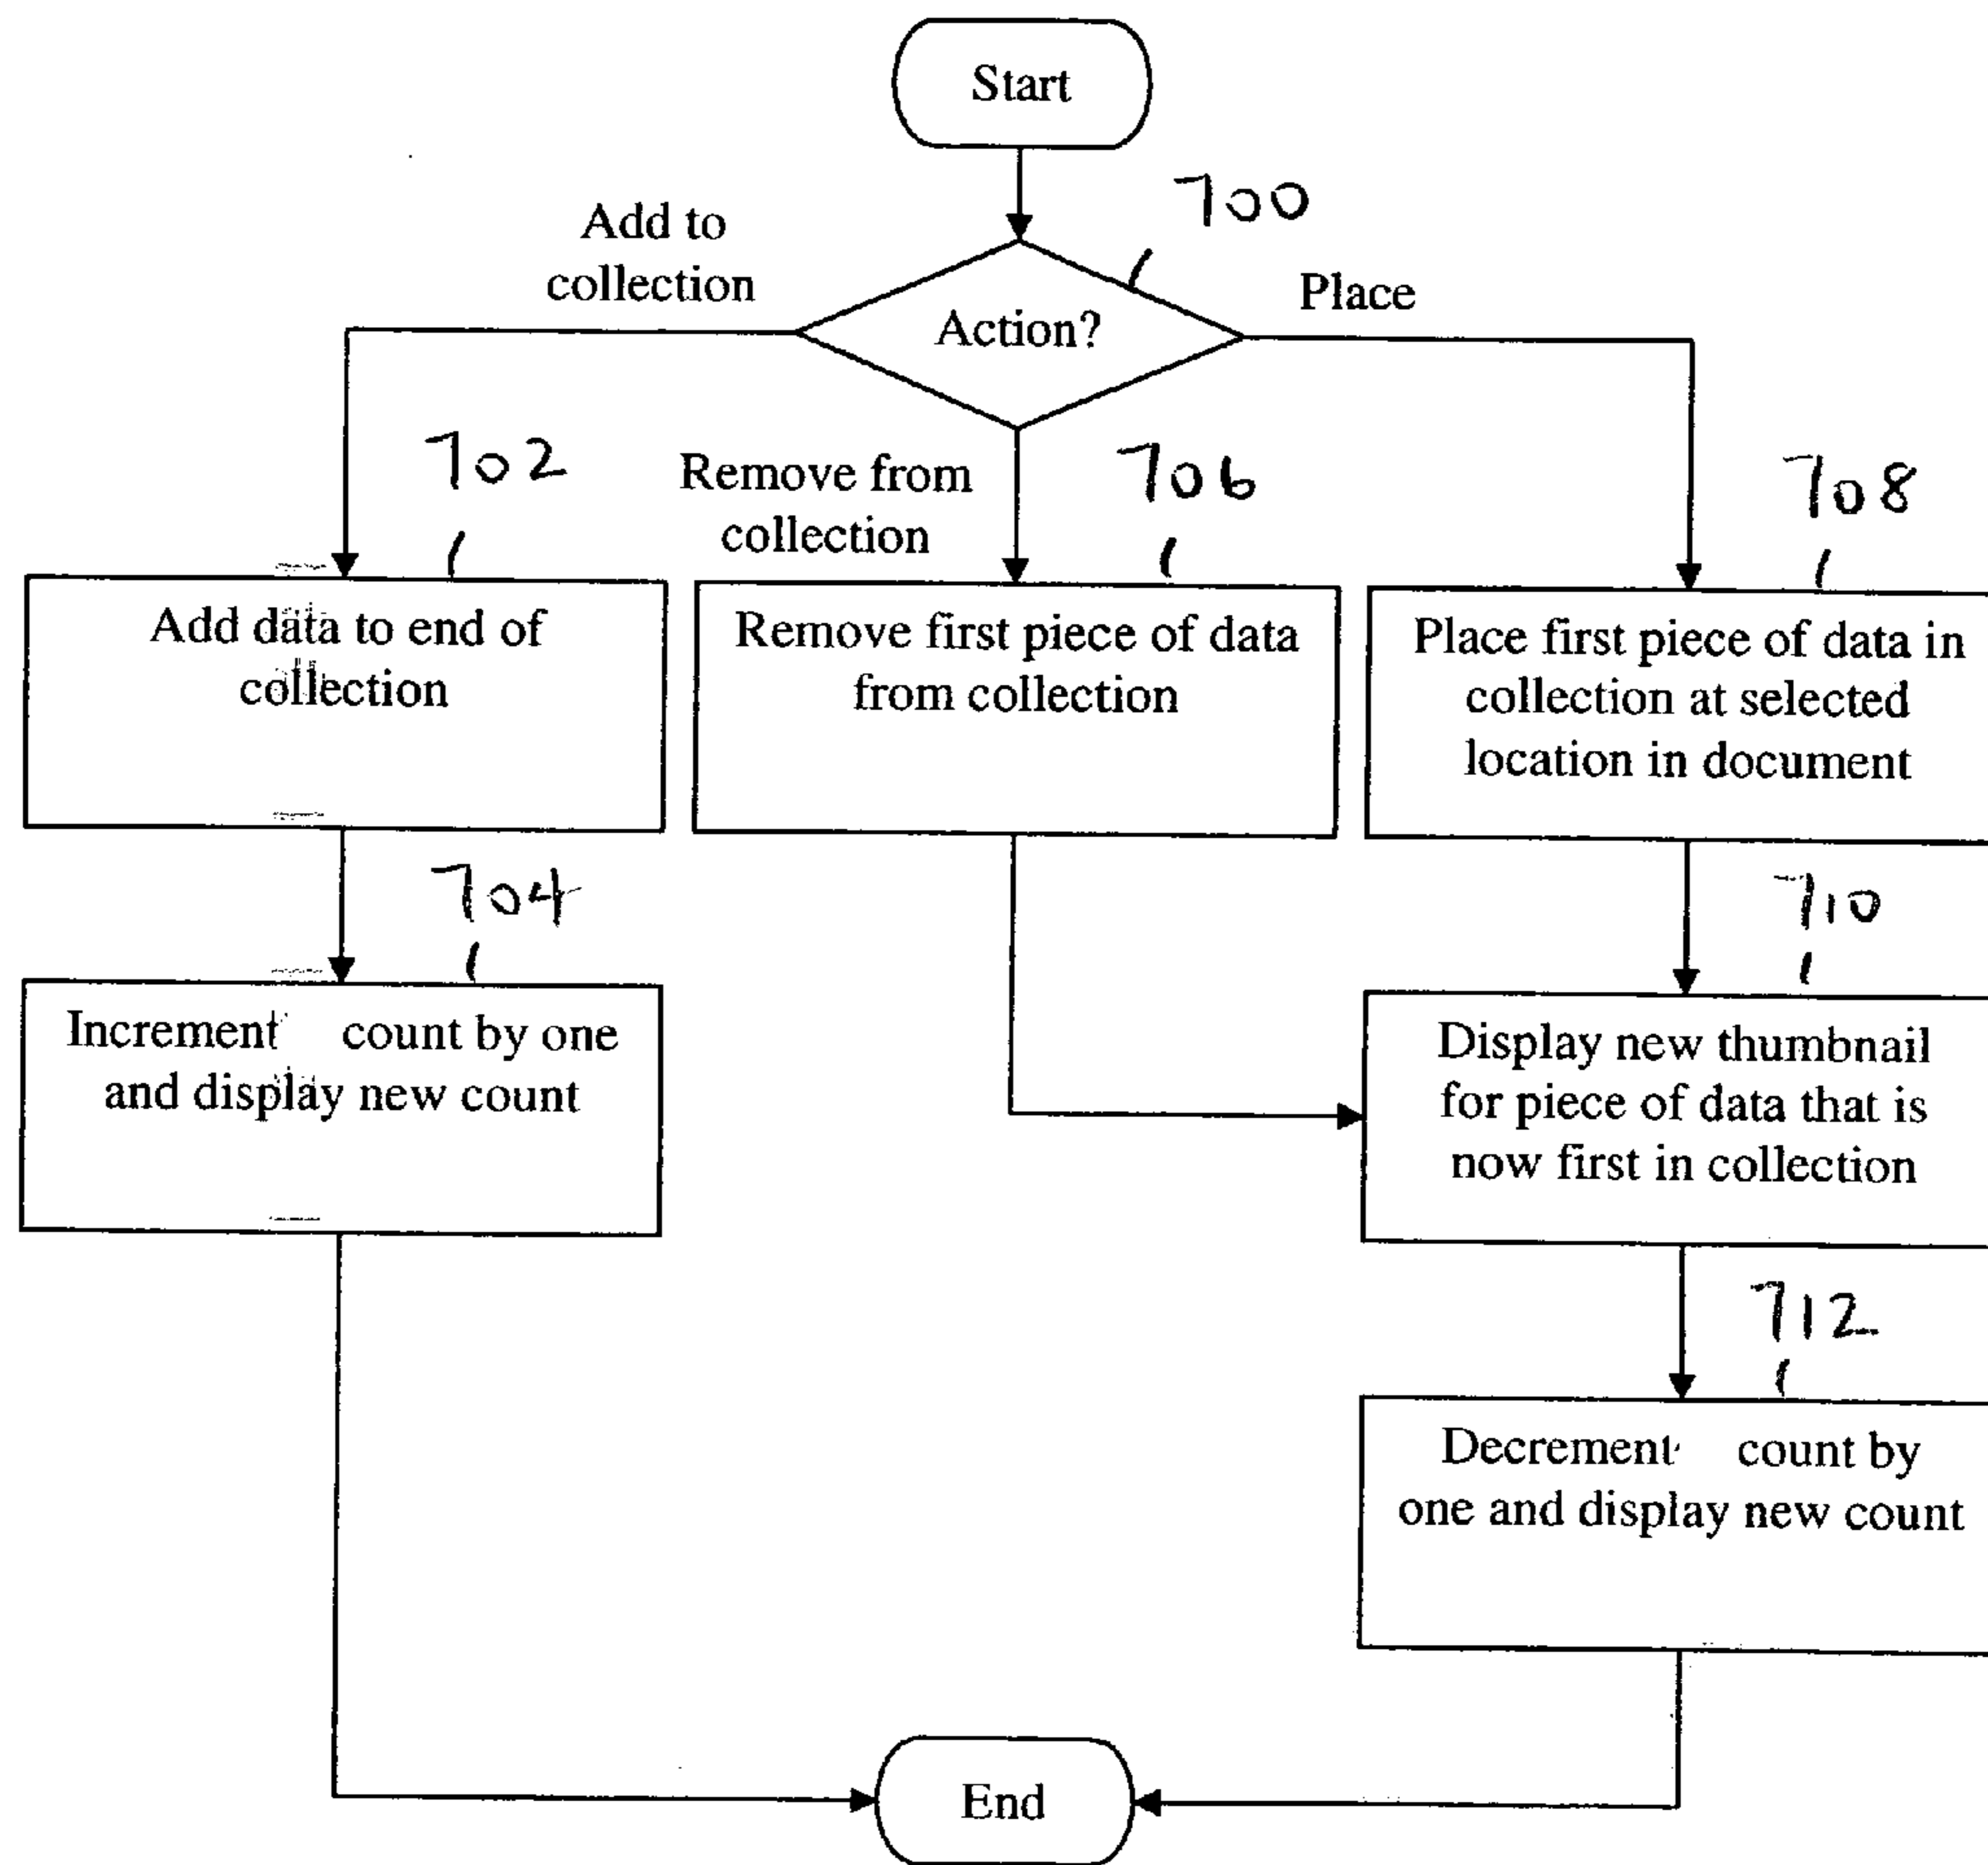 Start
700
Add to
collection
Action?
Place
702
Remove from
collection
706
708
Add data to end of
collection
Remove first piece of data
from collection
Place first piece of data in
collection at selected
location in document
704
710
Increment count by one
and display new count
Display new thumbnail
for piece of data that is
now first in collection
712
Decrement count by
one and display new count
End